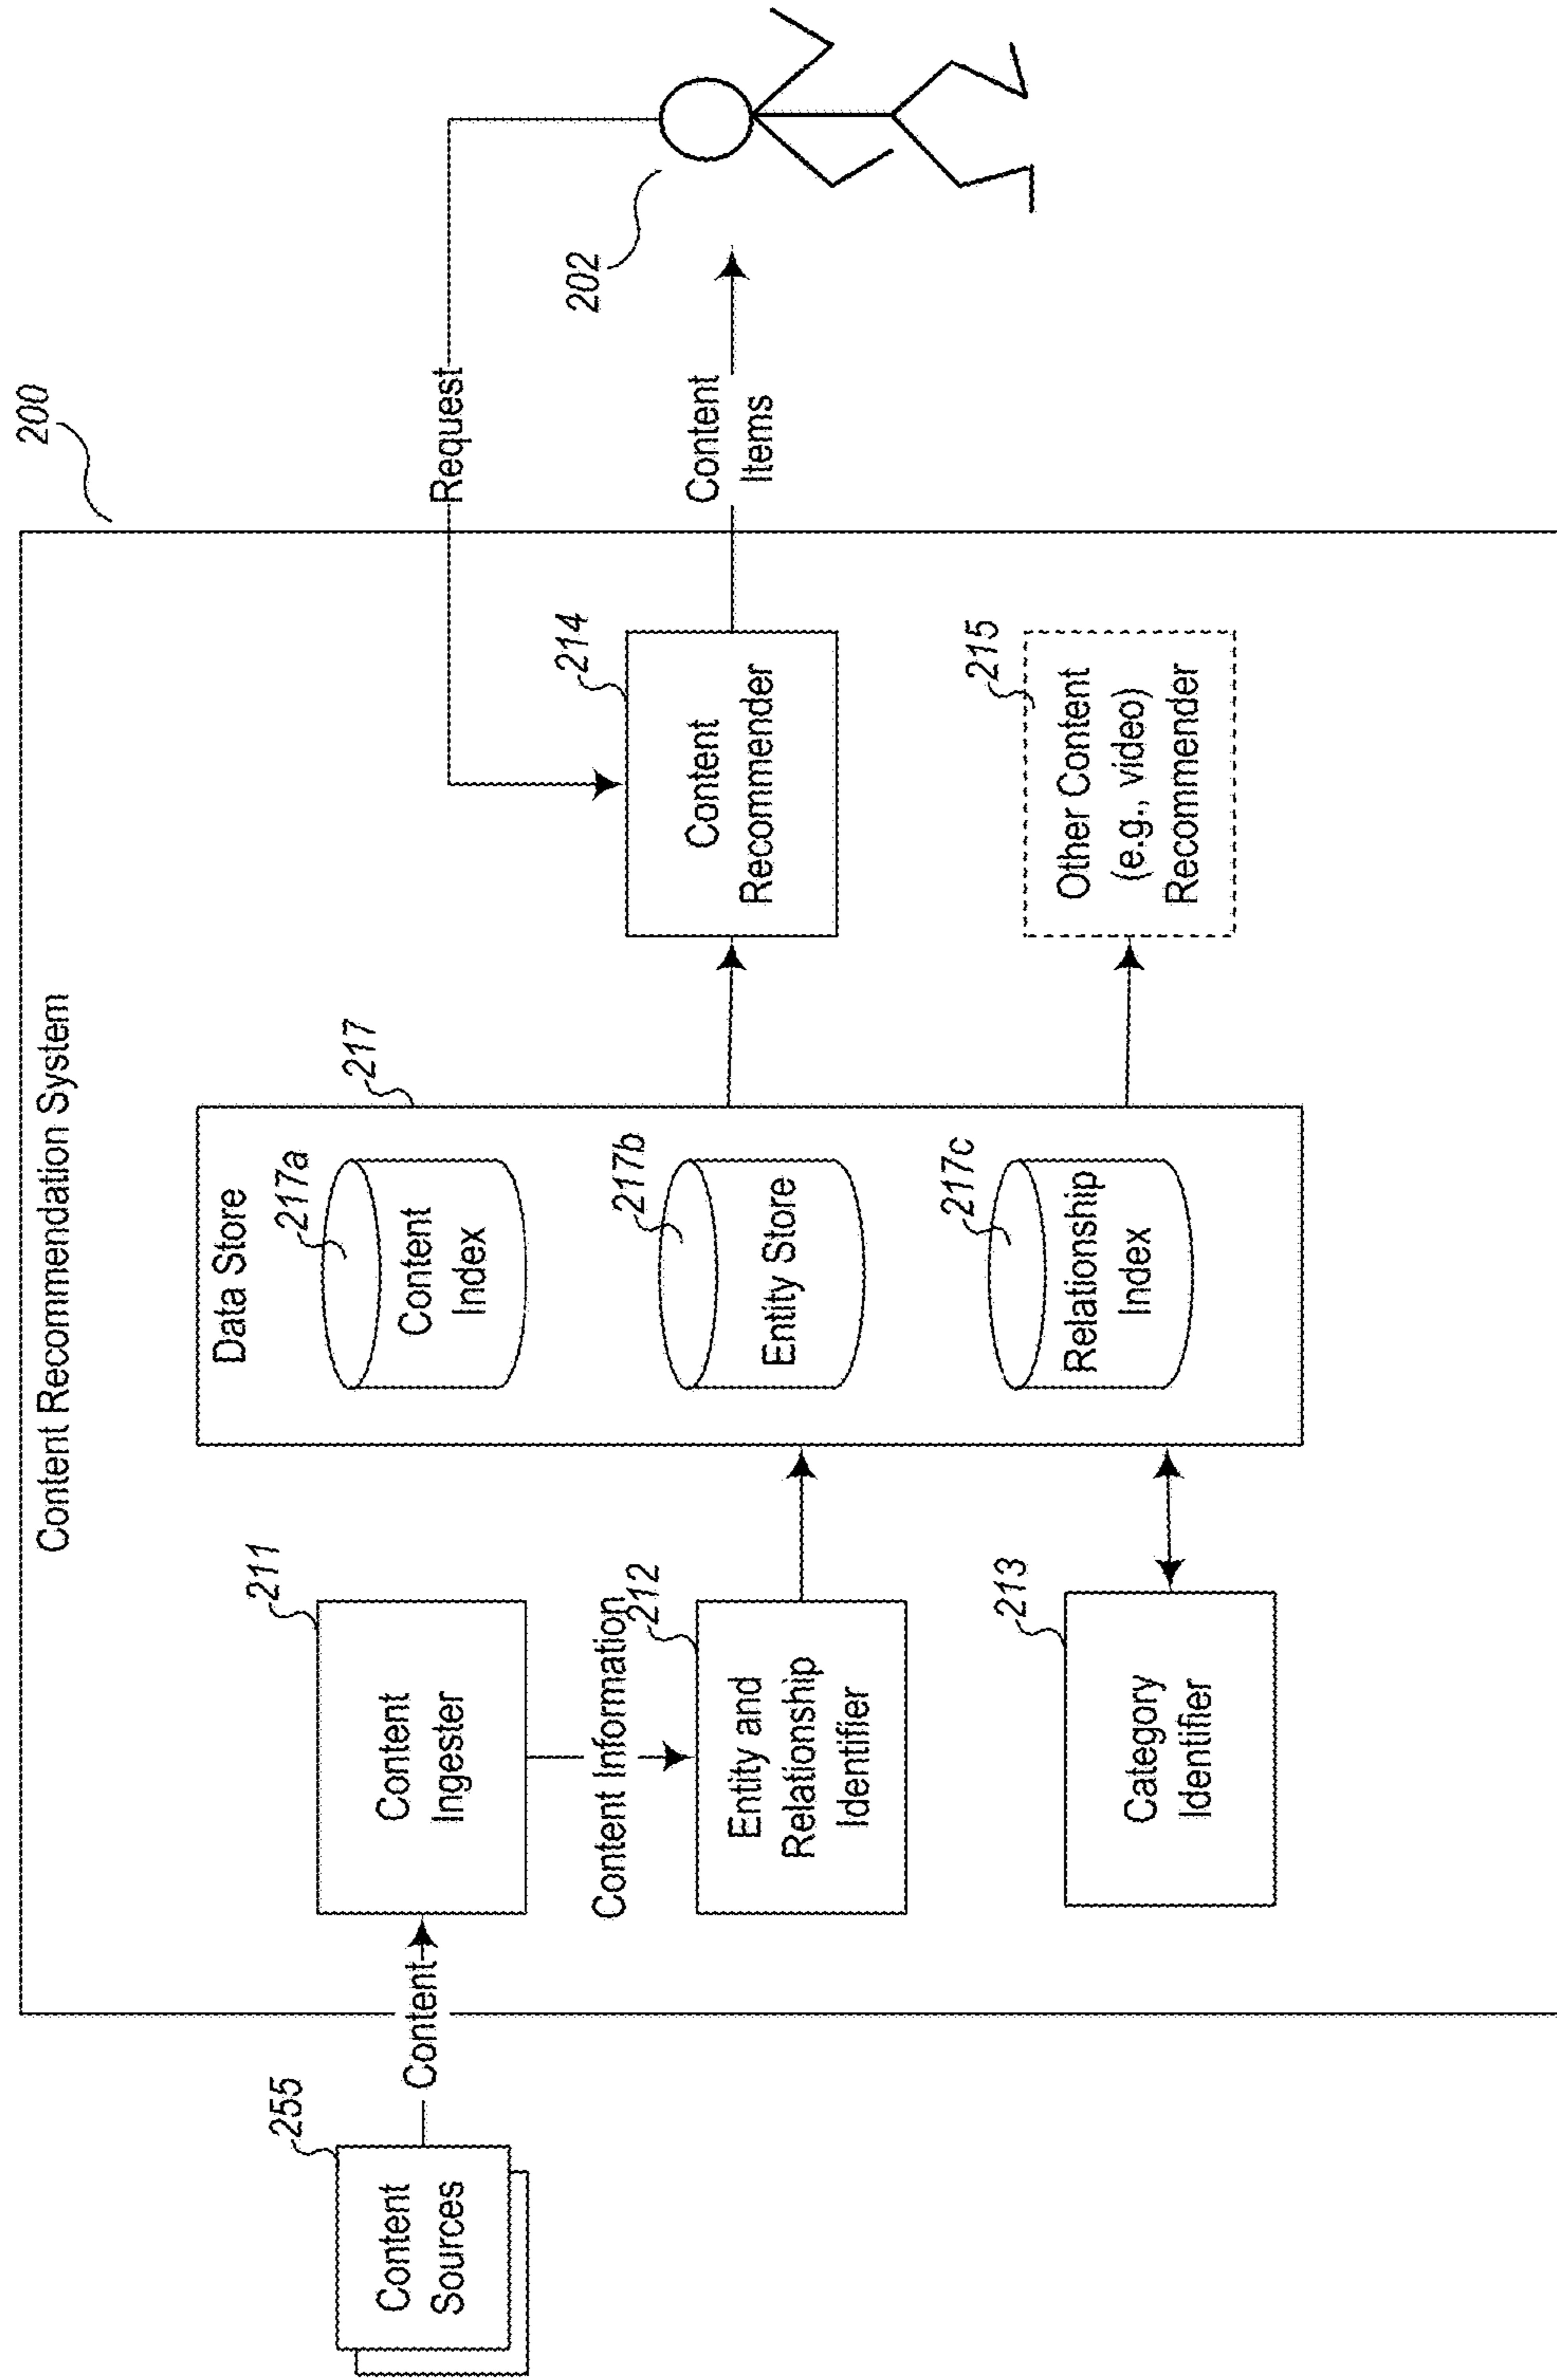 200
Content Recommendation System
255
Content
Sources
Content
211
Content
Ingester
Content Information
212
Entity and
Relationship
Identifier
213
Category
Identifier
217
Data Store
217a
Content
Index
217b
Entity Store
217c
Relationship
Index
214
Content
Recommender
215
Other Content
(e.g., video)
Recommender
Request
Content
Items
202